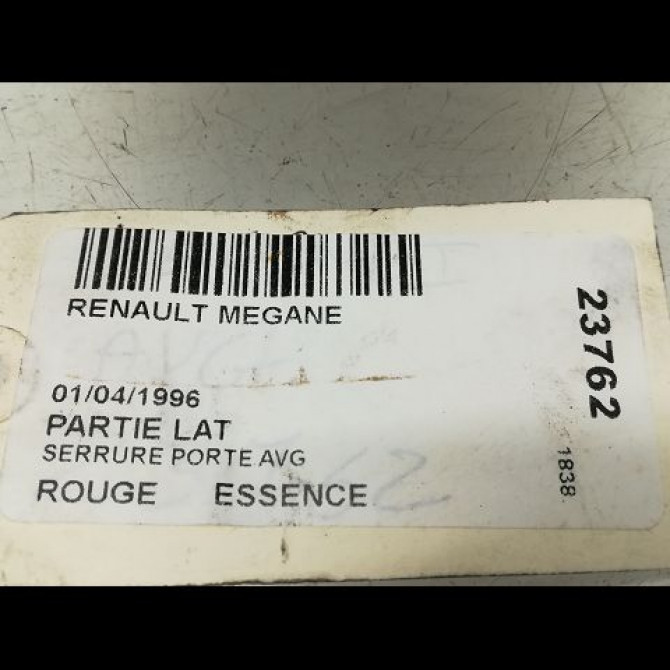 RENAULT MEGANE
23762
01/04/1996
PARTIE LAT
SERRURE PORTE AVG
1838
ROUGE ESSENCE